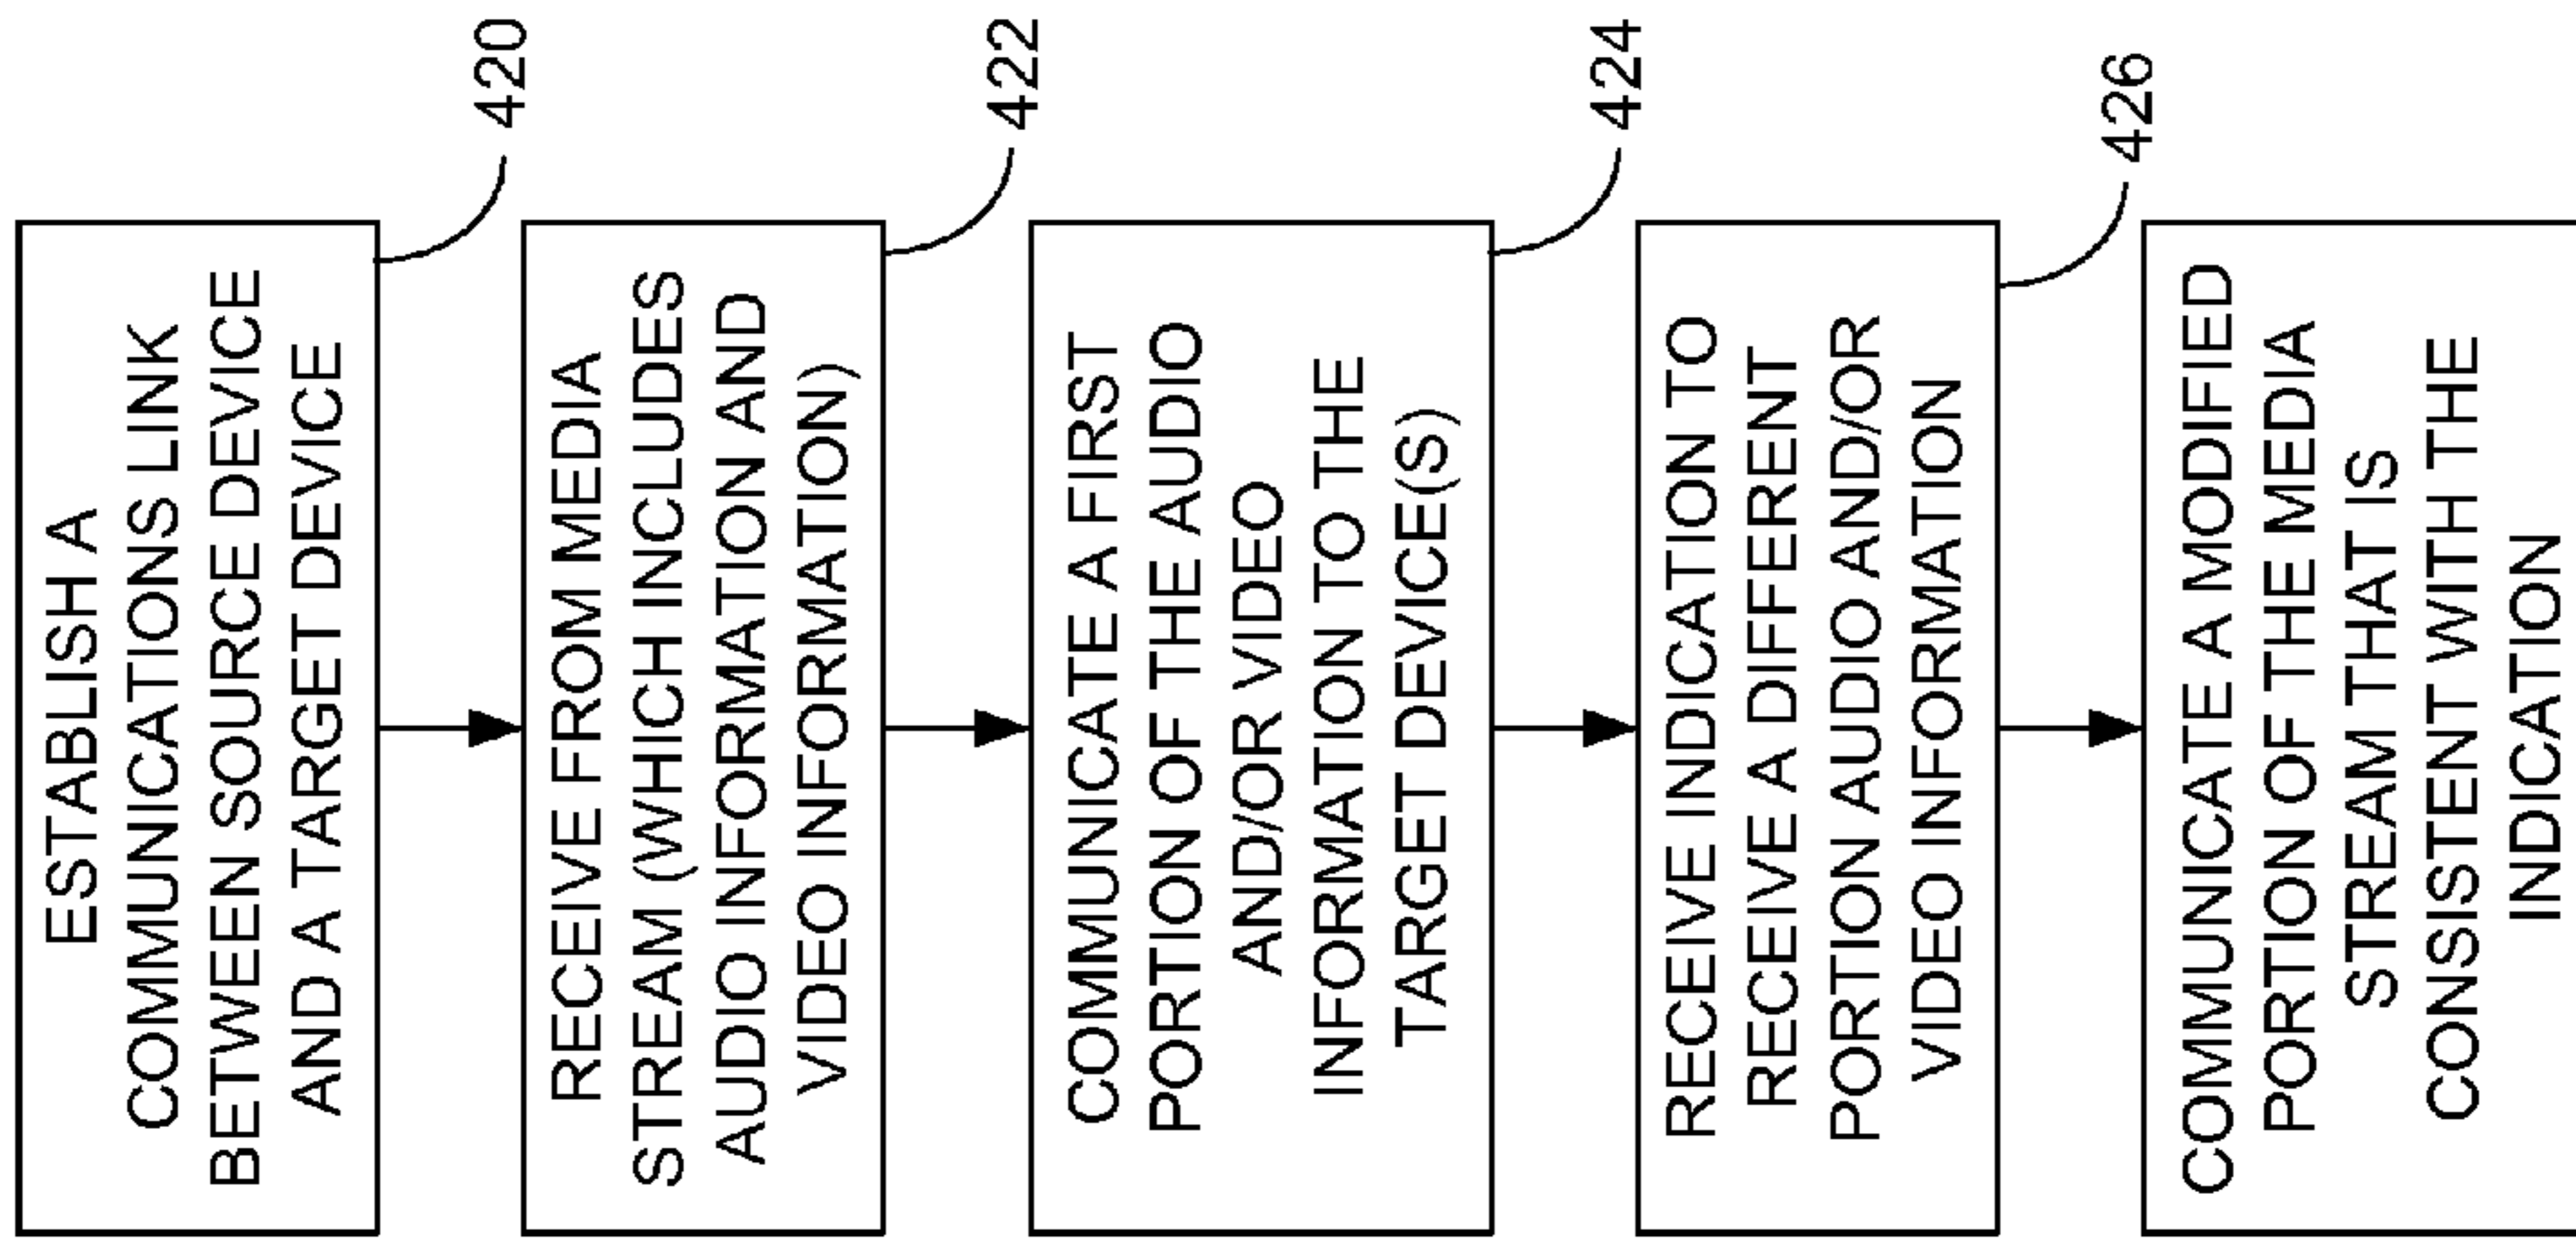 ESTABLISH A
COMMUNICATIONS LINK
BETWEEN SOURCE DEVICE
AND A TARGET DEVICE
420
RECEIVE FROM MEDIA
STREAM (WHICH INCLUDES
AUDIO INFORMATION AND
VIDEO INFORMATION)
422
COMMUNICATE A FIRST
PORTION OF THE AUDIO
AND/OR VIDEO
INFORMATION TO THE
TARGET DEVICE(S)
424
RECEIVE INDICATION TO
RECEIVE A DIFFERENT
PORTION AUDIO AND/OR
VIDEO INFORMATION
426
COMMUNICATE A MODIFIED
PORTION OF THE MEDIA
STREAM THAT IS
CONSISTENT WITH THE
INDICATION